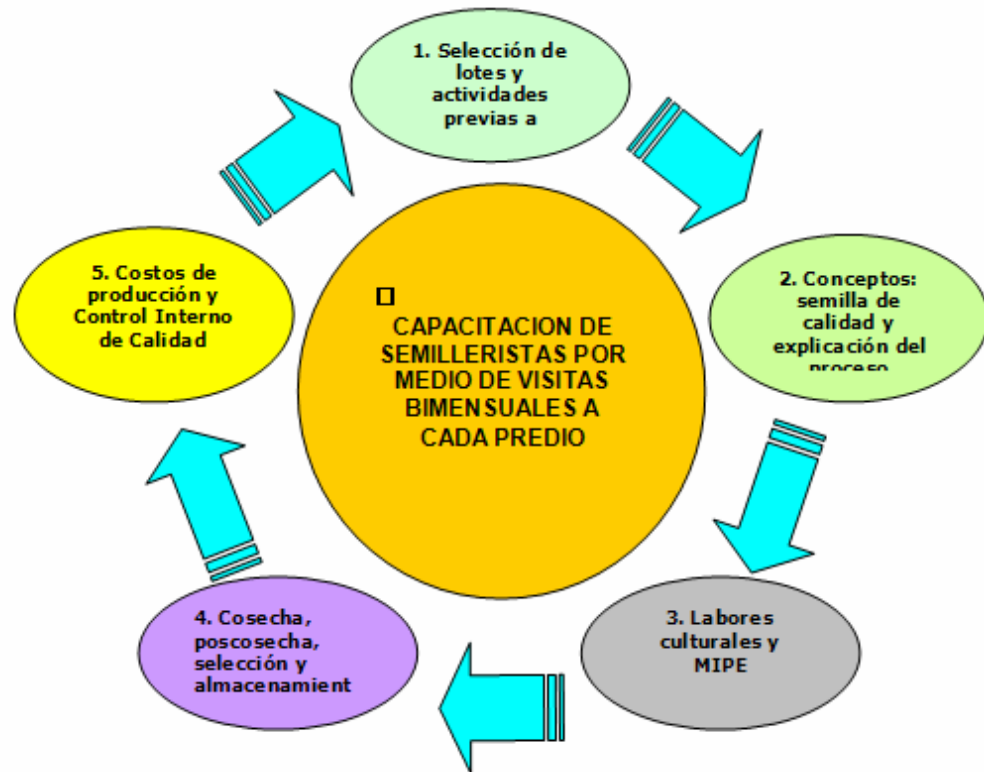 1. Selección de
lotes y
actividades
previas a
2. Conceptos:
semilla de
calidad y
explicación del
proceso
3. Labores
culturales y
MIPE
4. Cosecha,
poscosecha,
selección y
almacenamient
5. Costos de
producción y
Control Interno
de Calidad
CAPACITACION DE
SEMILLERISTAS POR
MEDIO DE VISITAS
BIMENSUALES A
CADA PREDIO